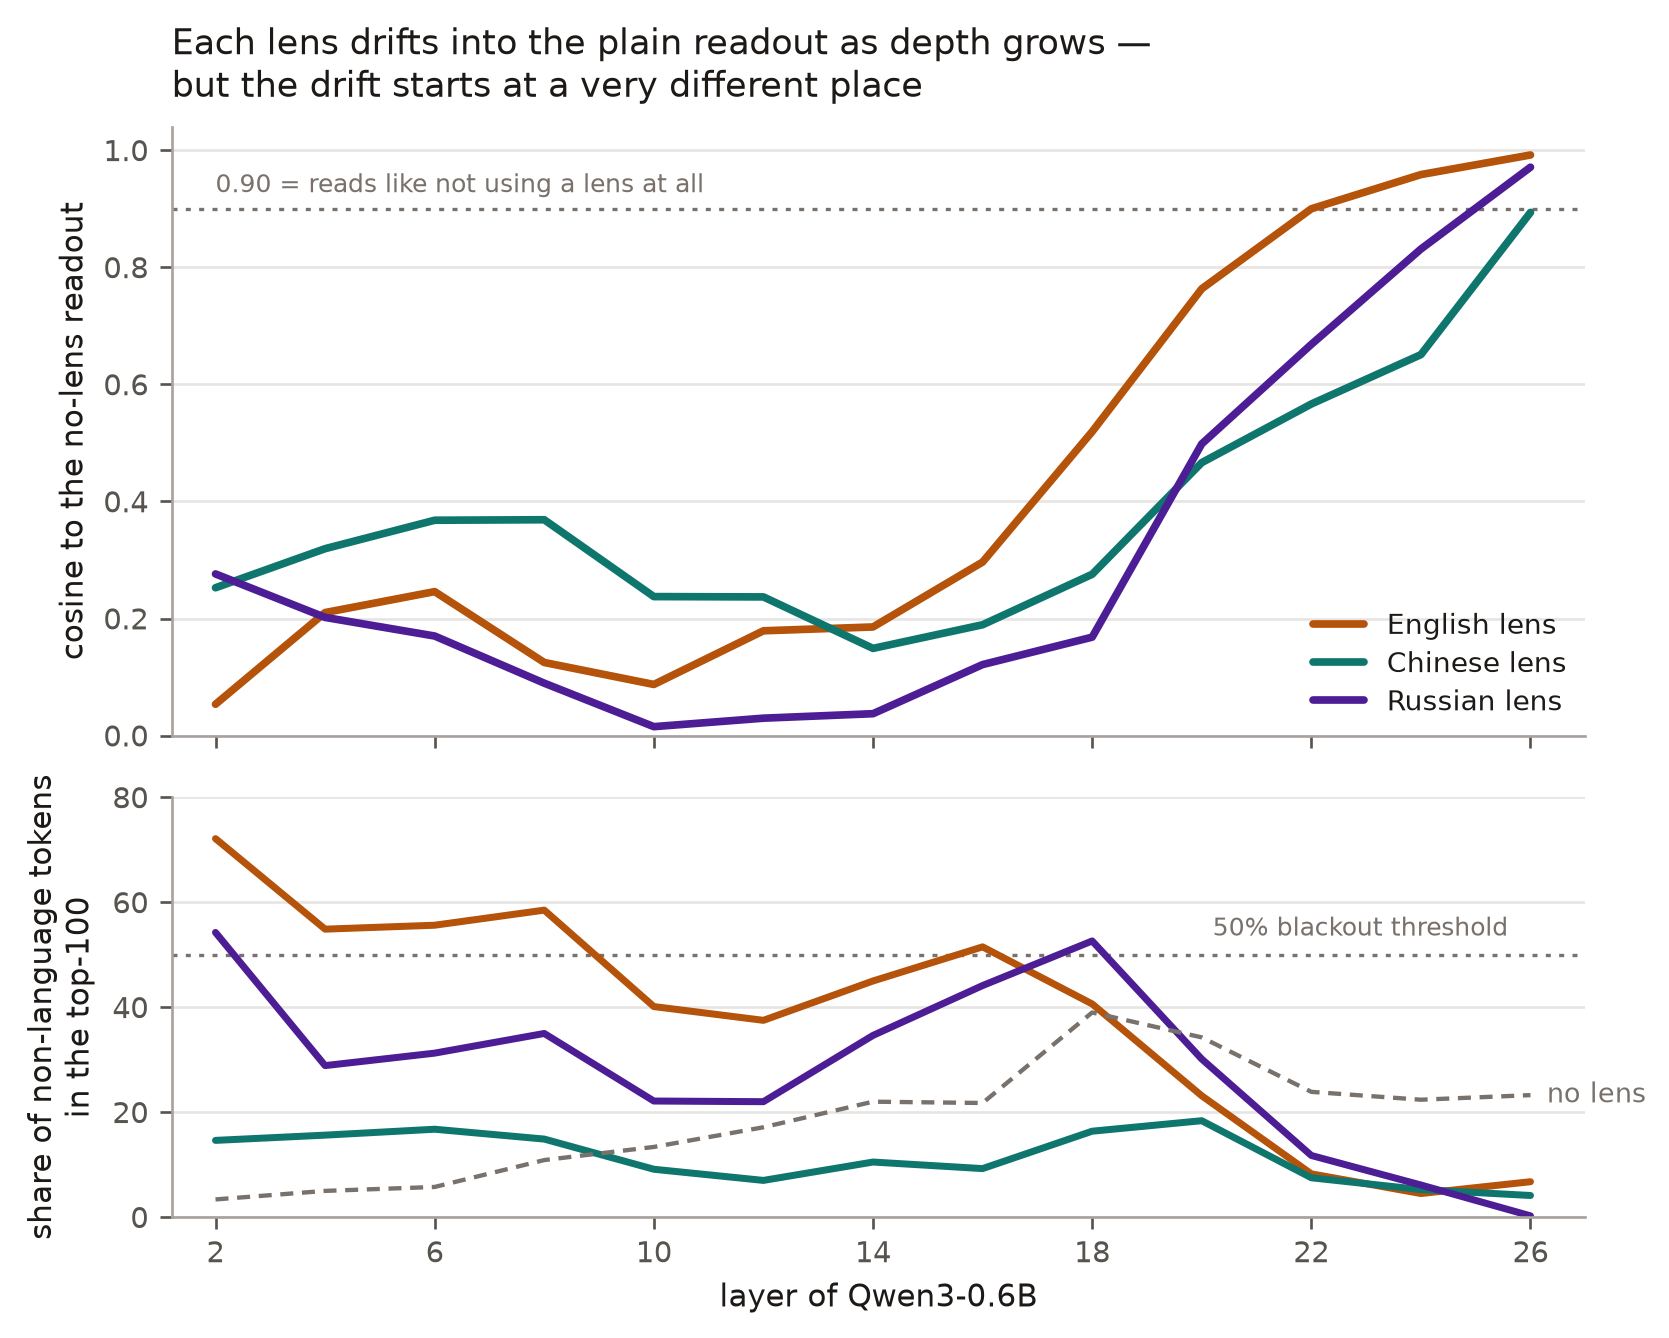 Each lens drifts into the plain readout as depth grows —
but the drift starts at a very different place
cosine to the no-lens readout
1.0
0.8
0.6
0.4
0.2
0.0
0.90 = reads like not using a lens at all
English lens
Chinese lens
Russian lens
share of non-language tokens
in the top-100
80
60
40
20
0
50% blackout threshold
no lens
2
6
10
14
18
22
26
layer of Qwen3-0.6B